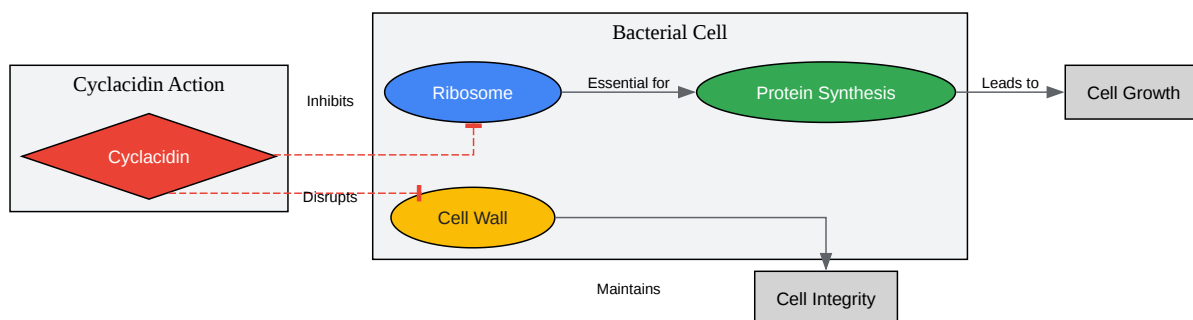 Bacterial Cell
Cyclacidin Action
Inhibits
Ribosome
Essential for
Protein Synthesis
Leads to
Cell Growth
Cyclacidin
Disrupts
Cell Wall
Maintains
Cell Integrity